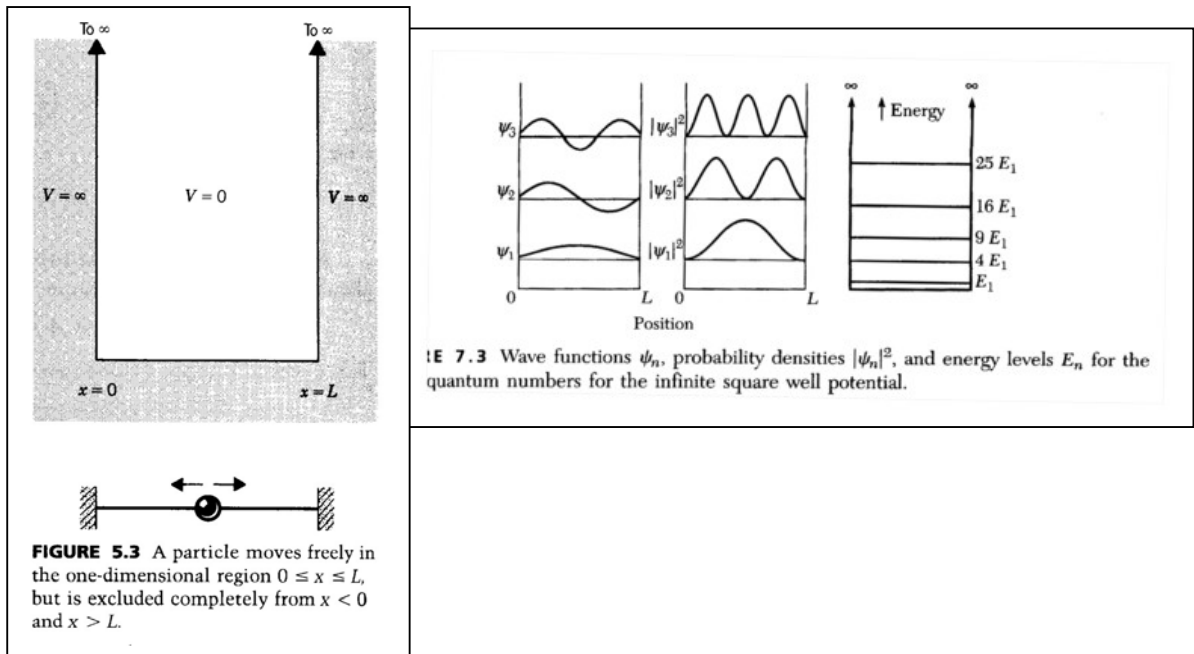 To ∞ To ∞
V = ∞ V = 0 V = ∞
x = 0 x = L
FIGURE 5.3 A particle moves freely in
the one-dimensional region 0 ≤ x ≤ L,
but is excluded completely from x < 0
and x > L.
∞ ∞
Energy
ψ₃ |ψ₃|²
25 E₁
ψ₂ |ψ₂|²
16 E₁
9 E₁
ψ₁ |ψ₁|²
4 E₁
E₁
0 L 0 L
Position
RE 7.3 Wave functions ψₙ, probability densities |ψₙ|², and energy levels Eₙ for the
quantum numbers for the infinite square well potential.